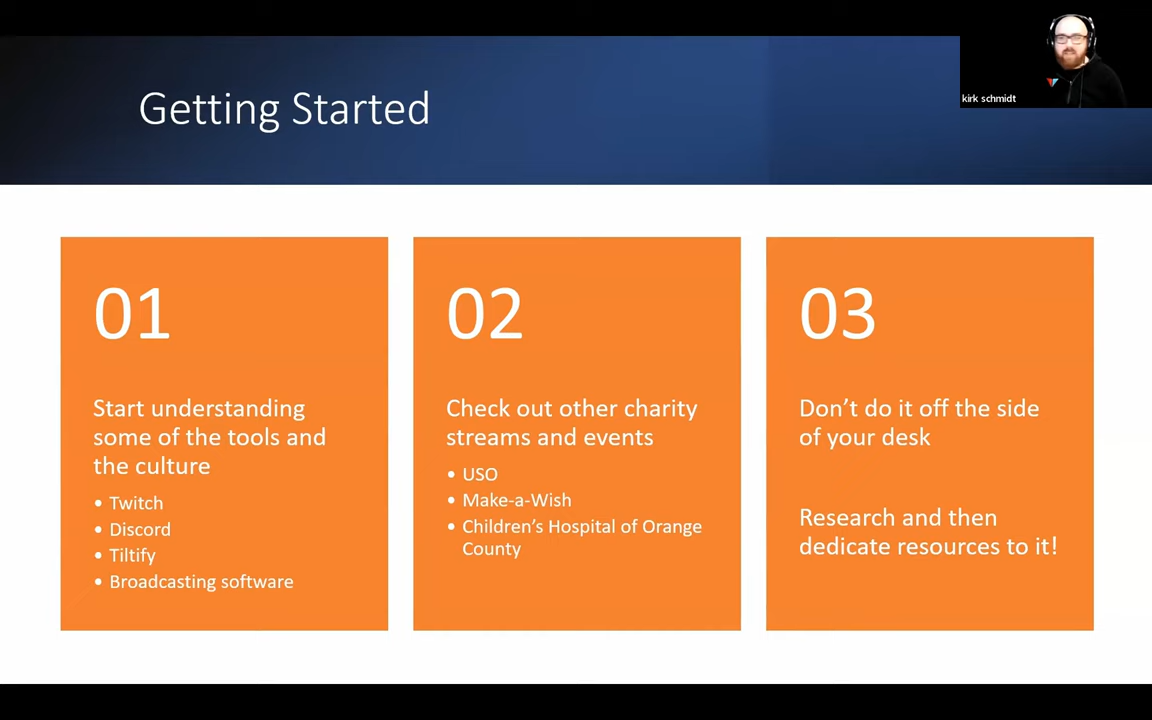 Getting Started
kirk schmidt
01
Start understanding
some of the tools and
the culture
• Twitch
• Discord
• Tiltify
• Broadcasting software
02
Check out other charity
streams and events
• USO
• Make-a-Wish
• Children’s Hospital of Orange
County
03
Don’t do it off the side
of your desk
Research and then
dedicate resources to it!